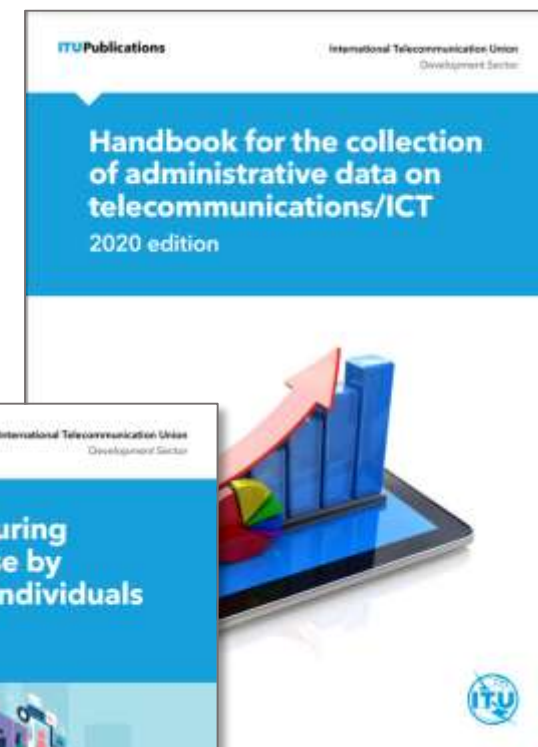 ITUPublications
International Telecommunication Union
Development Sector
Handbook for the collection
of administrative data on
telecommunications/ICT
2020 edition
International Telecommunication Union
Development Sector
uring
e by
ndividuals
ITU